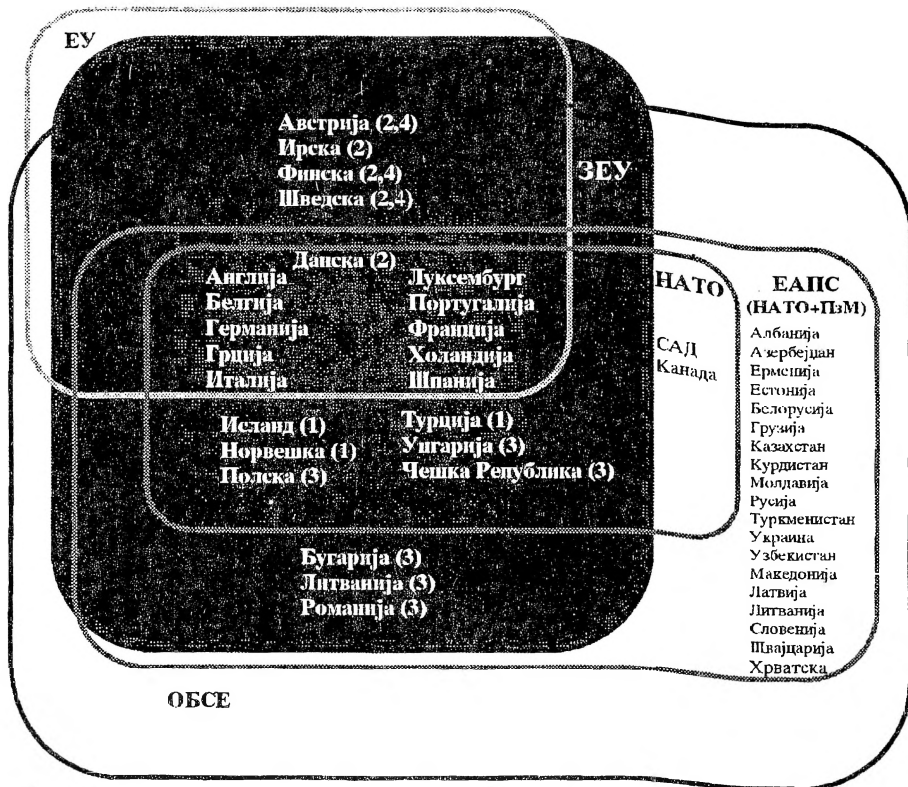 ЕУ
Австрија (2,4)
Ирска (2)
Финска (2,4)
Шведска (2,4)
ЗЕУ
Данска (2)
Англија
Белгија
Германија
Грција
Италија
Луксембург
Португалија
Франција
Холандија
Шпанија
НАТО
САД
Канада
ЕАПС
(НАТО+ПзМ)
Албанија
Азербејџан
Ерменија
Естонија
Белорусија
Грузија
Казахстан
Курдистан
Молдавија
Русија
Туркменистан
Украина
Узбекистан
Македонија
Латвија
Литванија
Словенија
Швајцарија
Хрватска
Исланд (1)
Норвешка (1)
Полска (3)
Турција (1)
Унгарија (3)
Чешка Република (3)
Бугарија (3)
Литванија (3)
Романија (3)
ОБСЕ